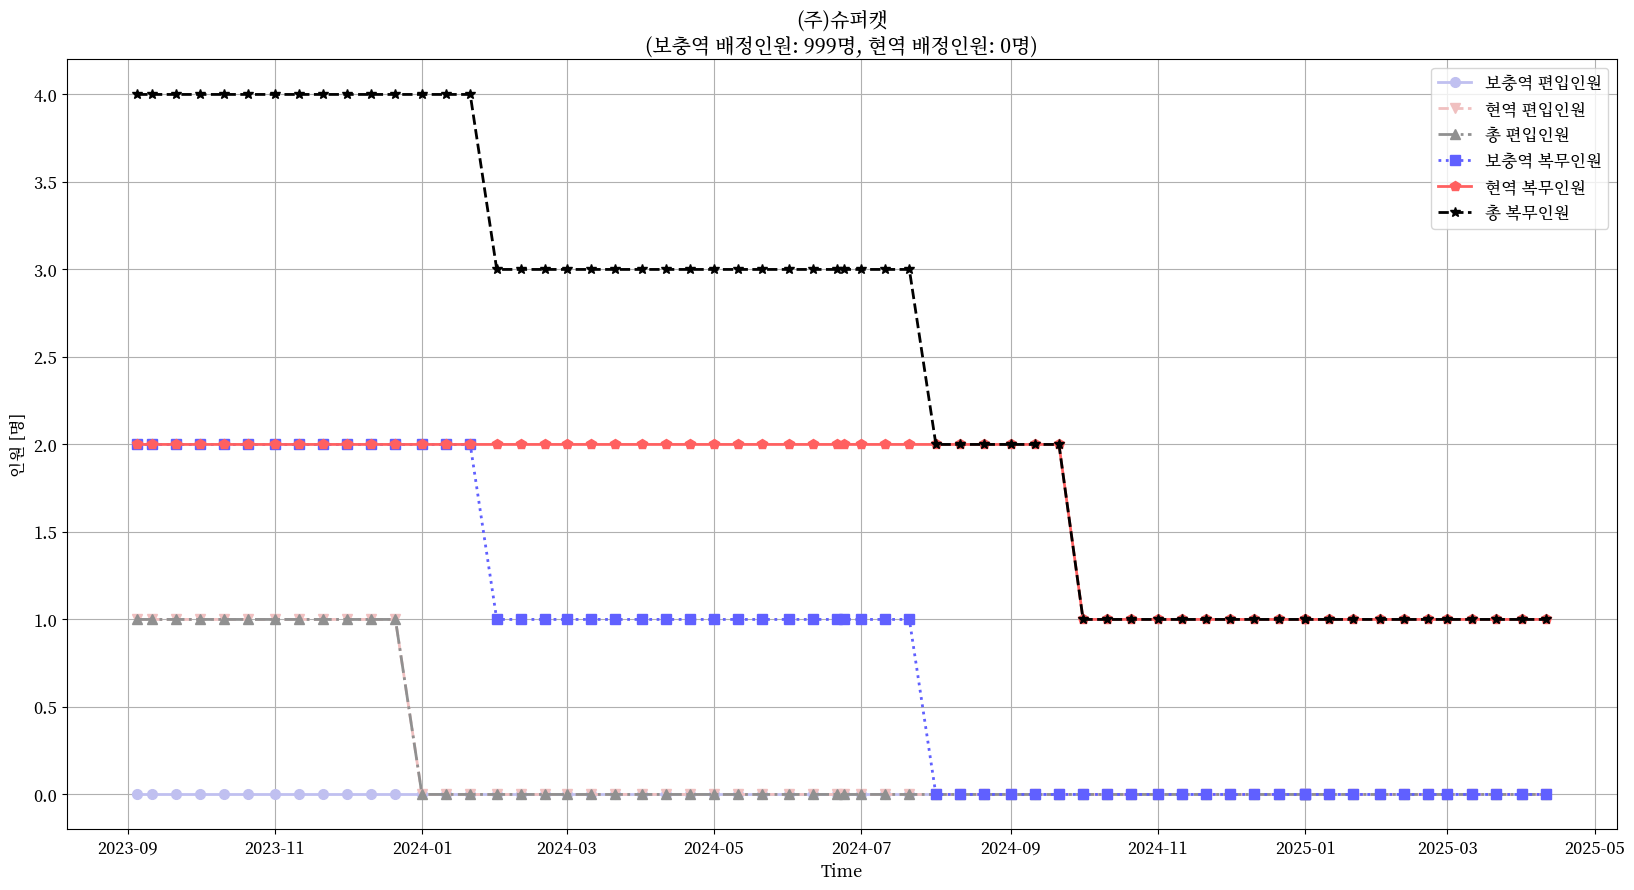 (주)슈퍼캣
(보충역 배정인원: 999명, 현역 배정인원: 0명)
보충역 편입인원
현역 편입인원
총 편입인원
보충역 복무인원
현역 복무인원
총 복무인원
4.0
3.5
3.0
2.5
2.0
1.5
1.0
0.5
0.0
인원 [명]
2023-09 2023-11 2024-01 2024-03 2024-05 2024-07 2024-09 2024-11 2025-01 2025-03 2025-05
Time